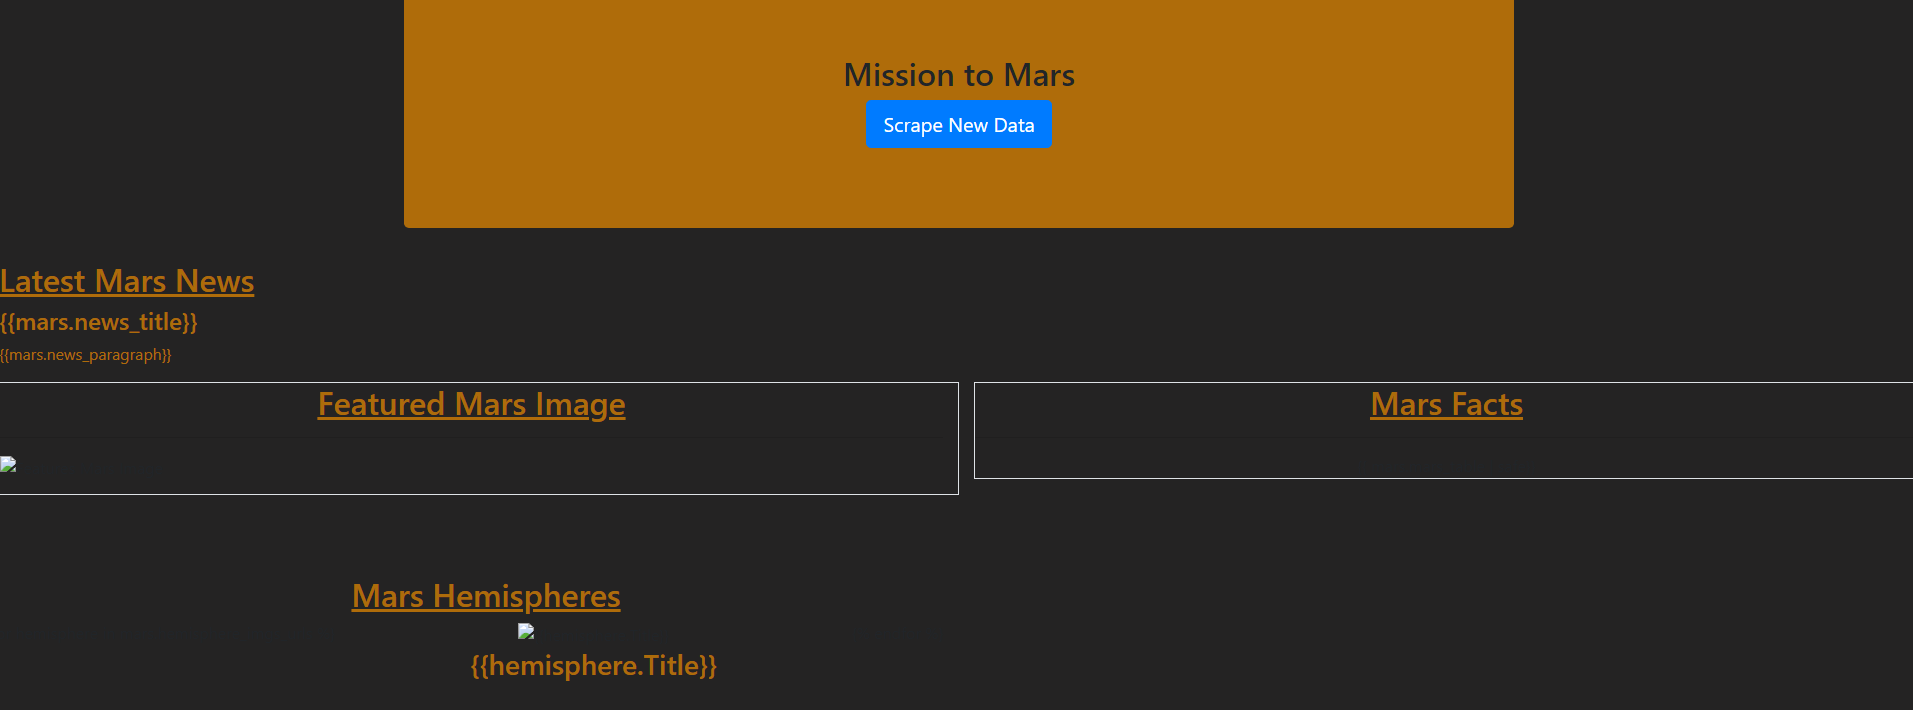 Mission to Mars
Scrape New Data
Latest Mars News
{{mars.news_title}}
{{mars.news_paragraph}}
Featured Mars Image
Mars Facts
Mars Hemispheres
{{hemisphere.Title}}